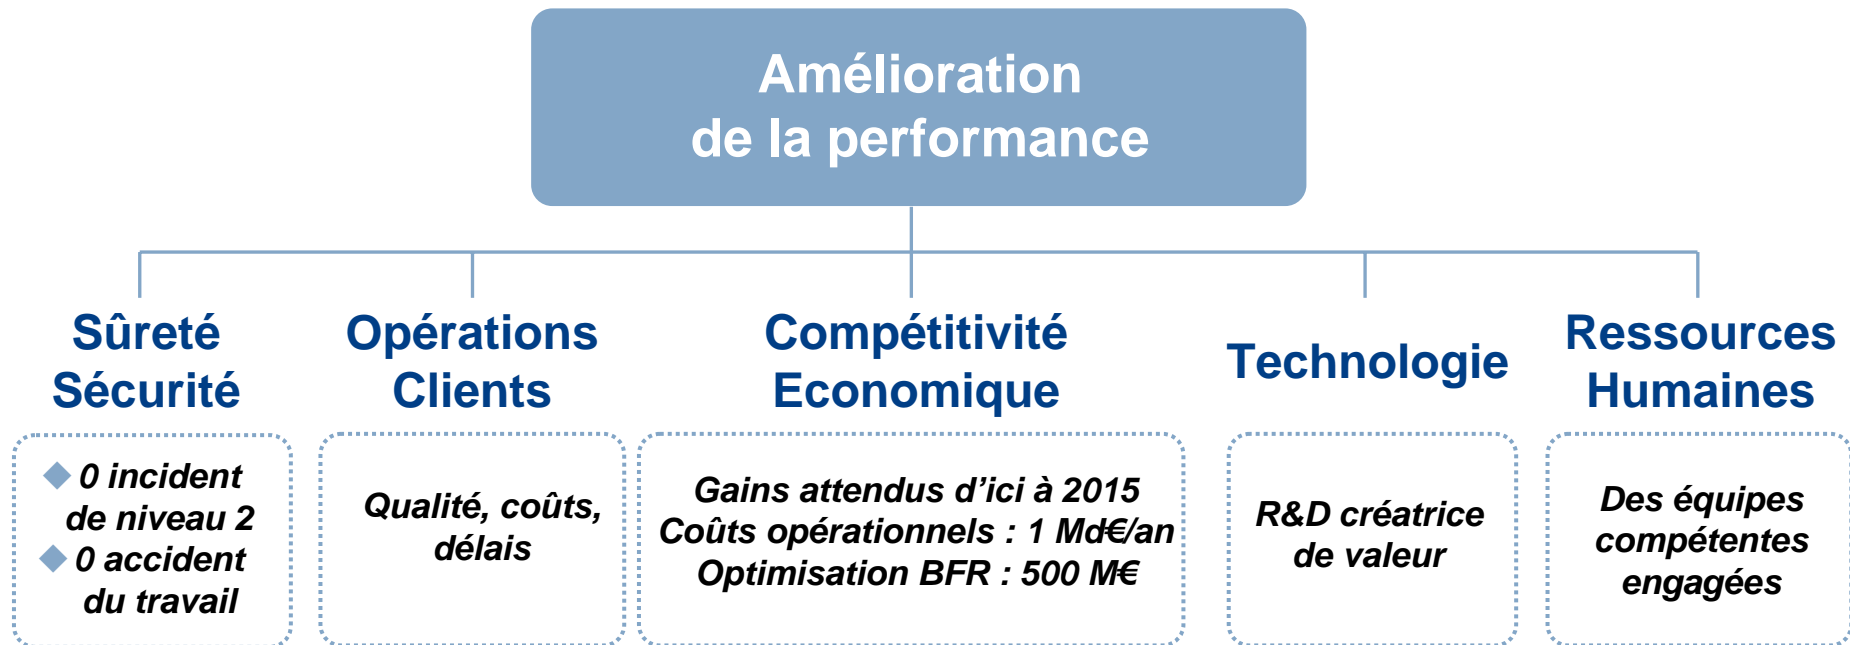 Amélioration
de la performance
Sûreté
Sécurité
0 incident
de niveau 2
0 accident
du travail
Opérations
Clients
Qualité, coûts,
délais
Compétitivité
Economique
Gains attendus d’ici à 2015
Coûts opérationnels : 1 Md€/an
Optimisation BFR : 500 M€
Technologie
R&D créatrice
de valeur
Ressources
Humaines
Des équipes
compétentes
engagées